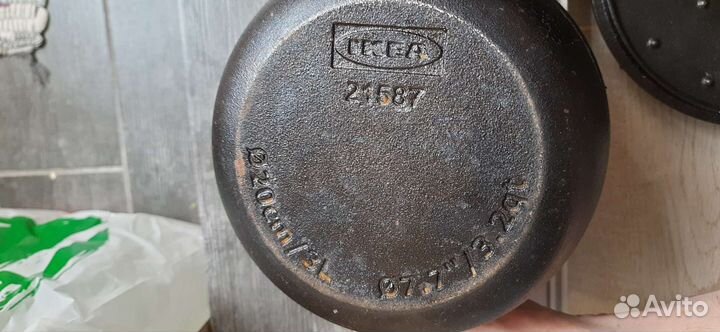 IKEA
21587
Ø20cm/3L
Ø7.7"/3.2qt
Avito